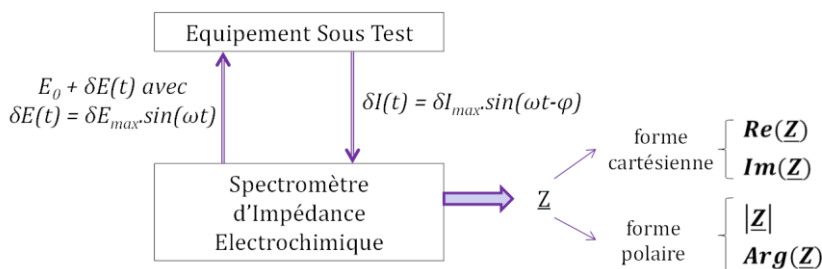 Equipement Sous Test
E₀ + δE(t) avec
δE(t) = δEₘₐₓ.sin(ωt)
δI(t) = δIₘₐₓ.sin(ωt-φ)
Spectromètre
d’Impédance
Electrochimique
Z
forme
cartésienne
Re(Z)
Im(Z)
forme
polaire
|Z|
Arg(Z)